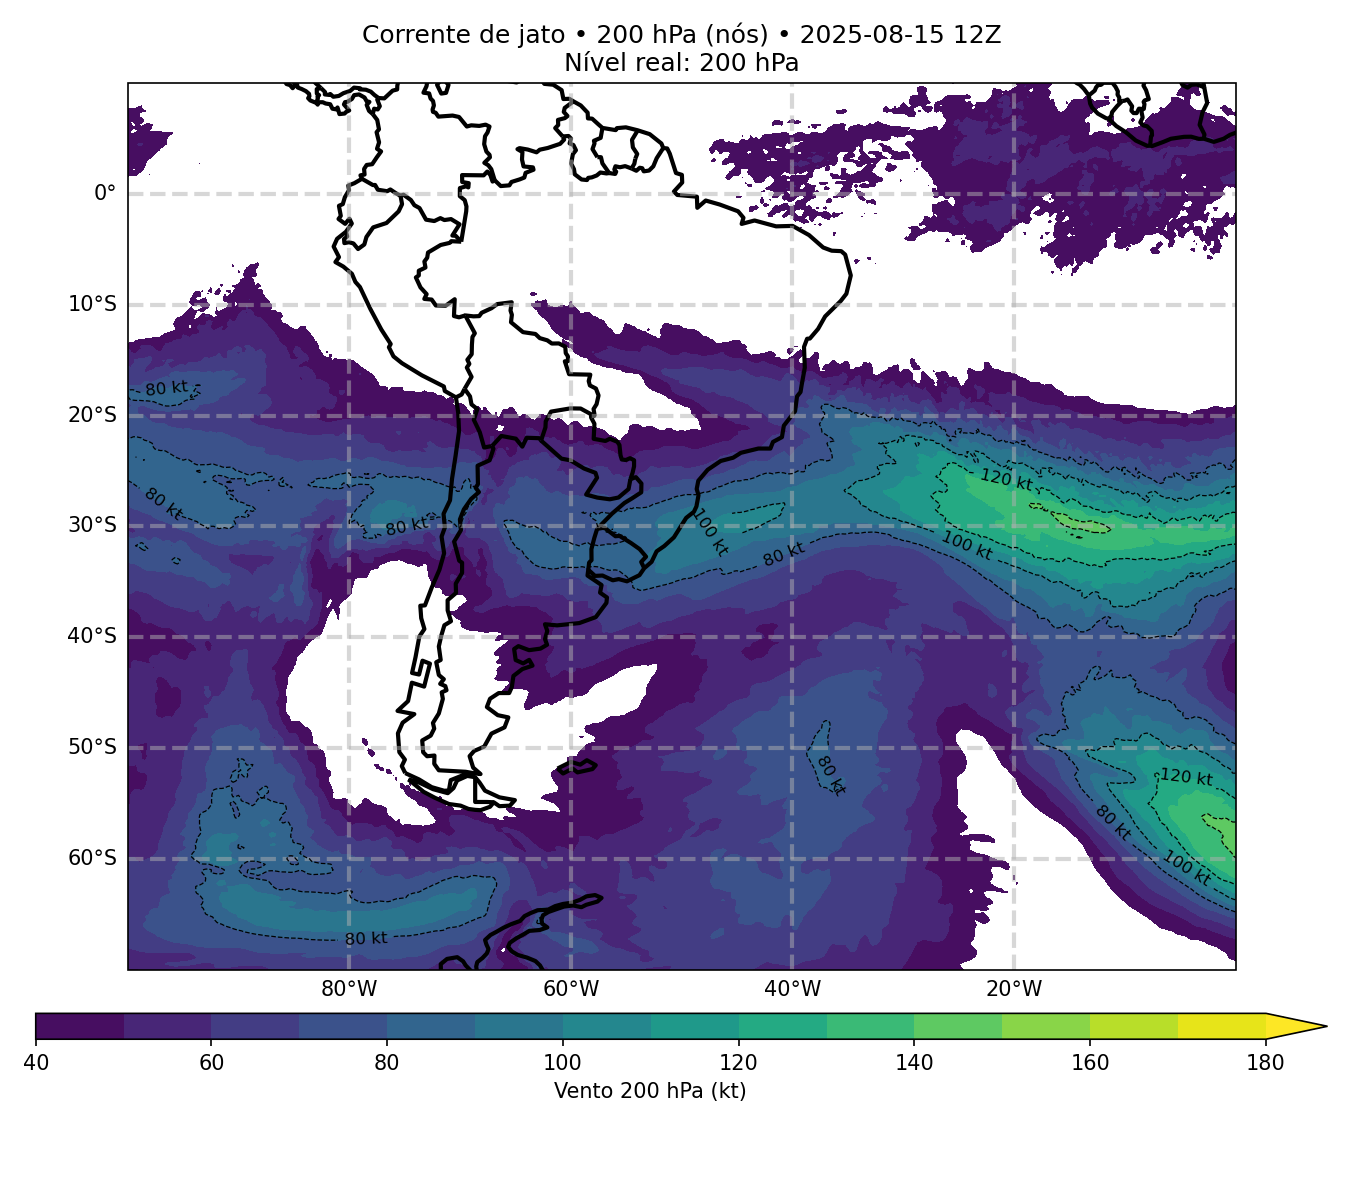 Corrente de jato • 200 hPa (nós) • 2025-08-15 12Z
Nível real: 200 hPa
0°
10°S
20°S
30°S
40°S
50°S
60°S
80 kt
80 kt
80 kt
100 kt
80 kt
120 kt
100 kt
80 kt
120 kt
80 kt
100 kt
80 kt
80°W
60°W
40°W
20°W
40
60
80
100
120
140
160
180
Vento 200 hPa (kt)